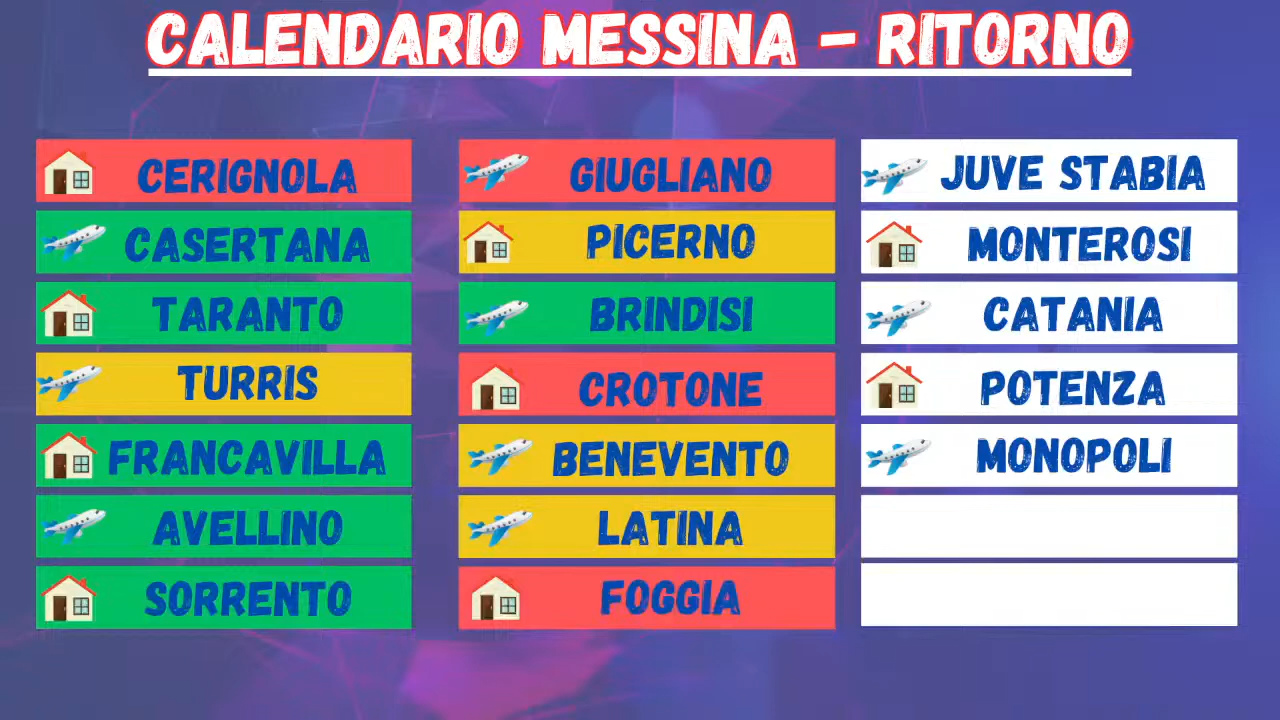 CALENDARIO MESSINA - RITORNO
CERIGNOLA
CASERTANA
TARANTO
TURRIS
FRANCAVILLA
AVELLINO
SORRENTO
GIUGLIANO
PICERNO
BRINDISI
CROTONE
BENEVENTO
LATINA
FOGGIA
JUVE STABIA
MONTEROSI
CATANIA
POTENZA
MONOPOLI